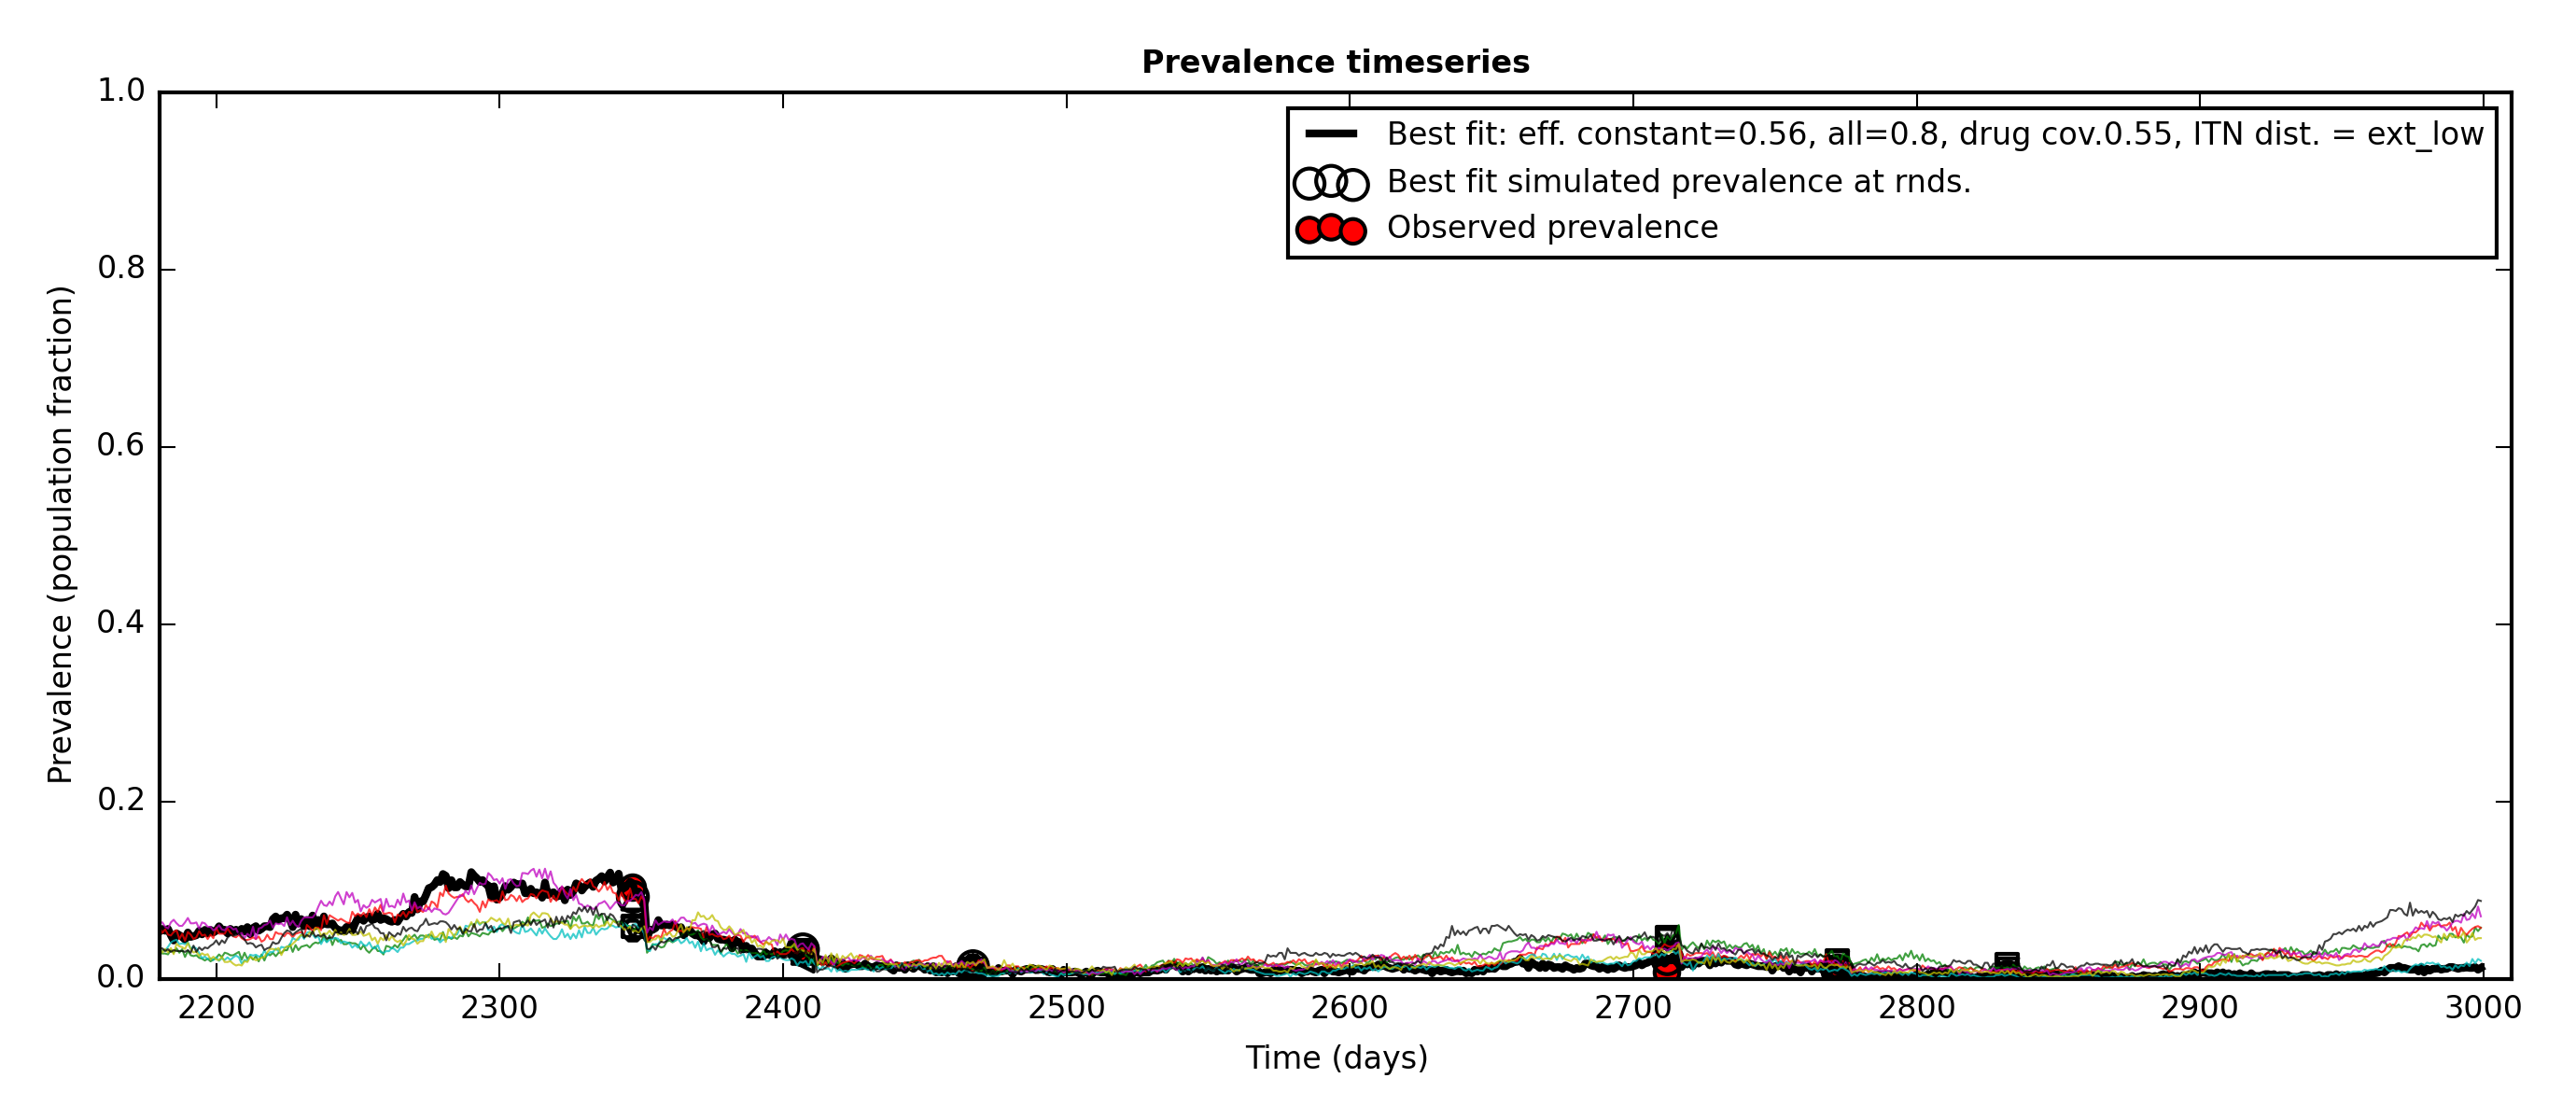 Prevalence timeseries
1.0
0.8
0.6
0.4
0.2
0.0
Prevalence (population fraction)
Best fit: eff. constant=0.56, all=0.8, drug cov.0.55, ITN dist. = ext_low
Best fit simulated prevalence at rnds.
Observed prevalence
2200 2300 2400 2500 2600 2700 2800 2900 3000
Time (days)